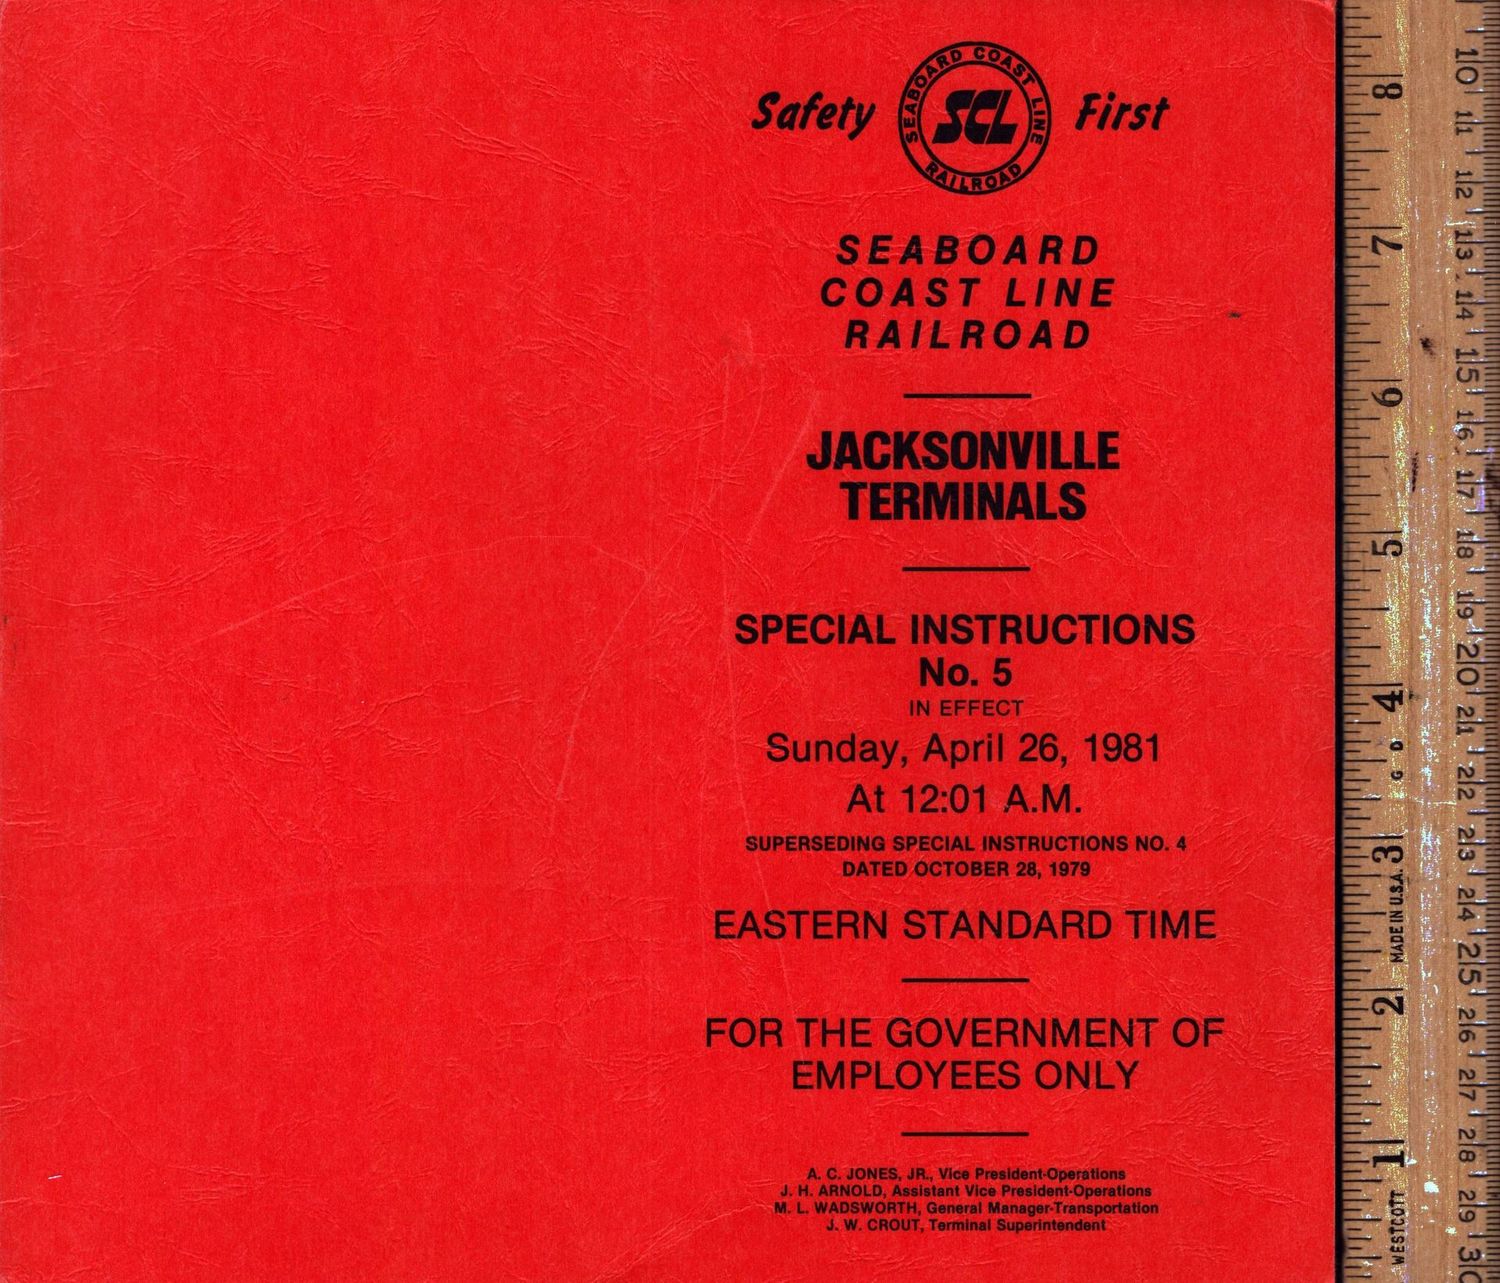 Safety First
SEABOARD COAST LINE
RAILROAD
SCL
SEABOARD
COAST LINE
RAILROAD
JACKSONVILLE
TERMINALS
SPECIAL INSTRUCTIONS
No. 5
IN EFFECT
Sunday, April 26, 1981
At 12:01 A.M.
SUPERSEDING SPECIAL INSTRUCTIONS NO. 4
DATED OCTOBER 28, 1979
EASTERN STANDARD TIME
FOR THE GOVERNMENT OF
EMPLOYEES ONLY
A. C. JONES, JR., Vice President-Operations
J. H. ARNOLD, Assistant Vice President-Operations
M. L. WADSWORTH, General Manager-Transportation
J. W. CROUT, Terminal Superintendent
WESTCOTT 1 2 MADE IN U.S.A. 3 G D 4 5 6 7 8
10 11 12 13 14 15 16 17 18 19 20 21 22 23 24 25 26 27 28 29 30